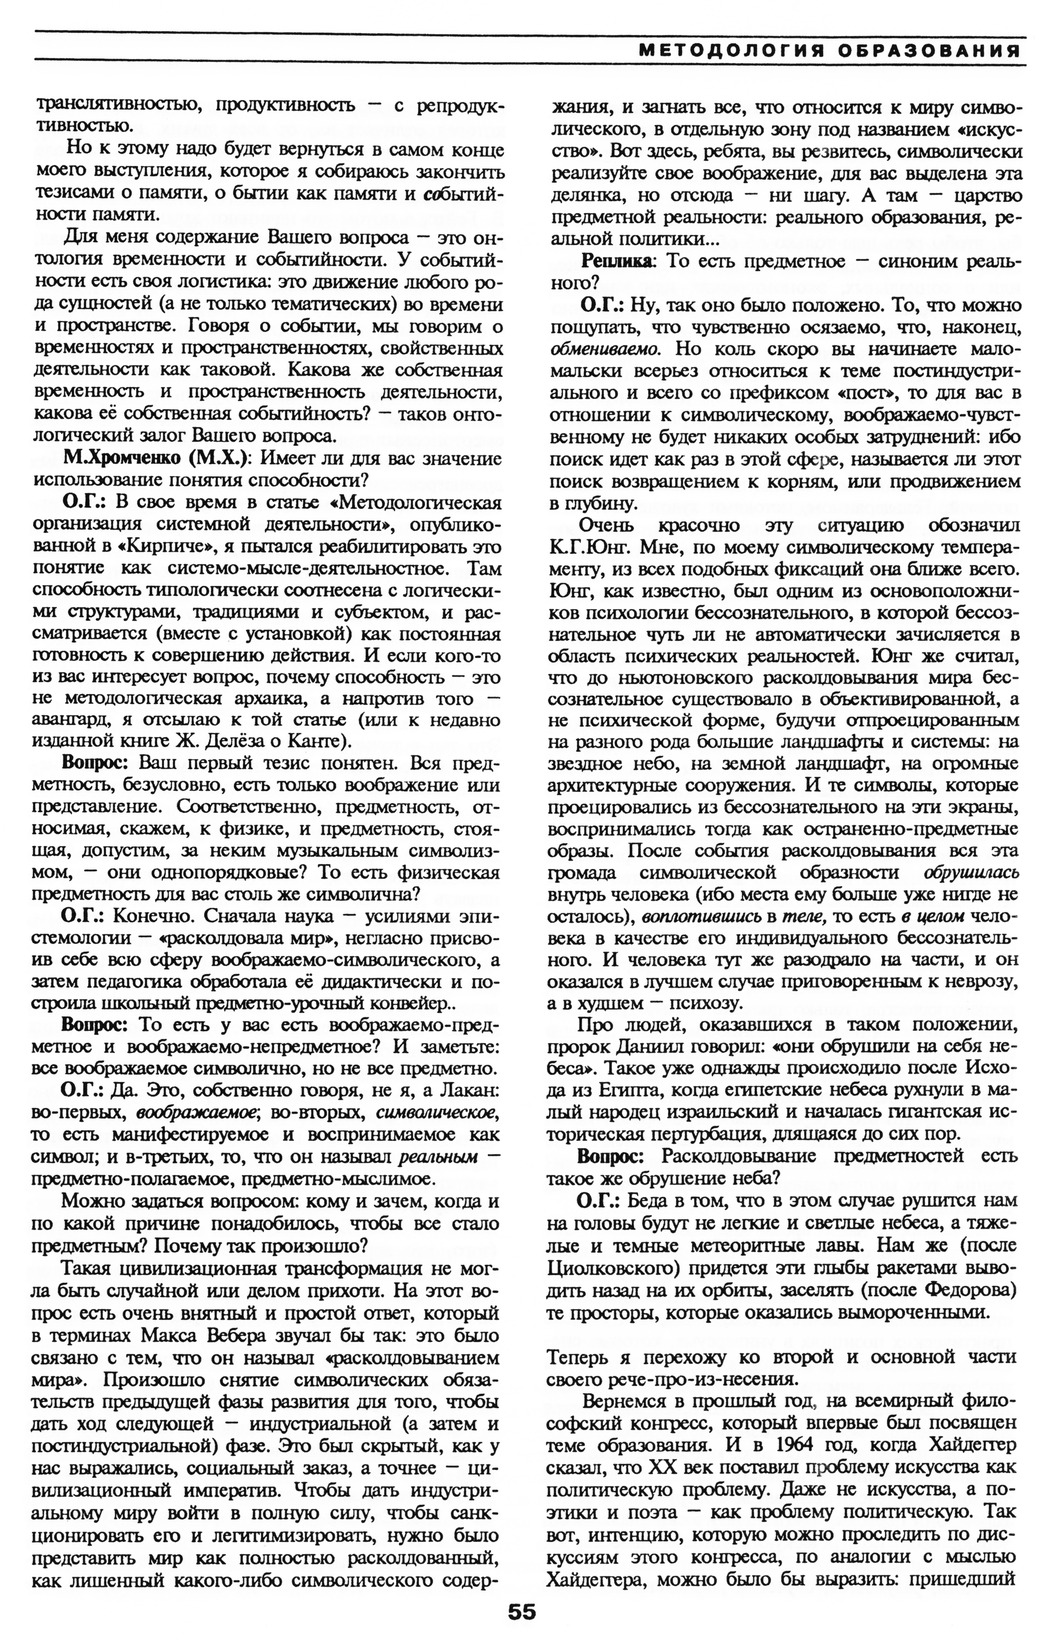 МЕТОДОЛОГИЯ ОБРАЗОВАНИЯ
транслятивностью, продуктивность — с репродук-
тивностью.
Но к этому надо будет вернуться в самом конце
моего выступления, которое я собираюсь закончить
тезисами о памяти, о бытии как памяти и событий-
ности памяти.
Для меня содержание Вашего вопроса — это он-
тология временности и событийности. У событий-
ности есть своя логистика: это движение любого ро-
да сущностей (а не только тематических) во времени
и пространстве. Говоря о событии, мы говорим о
временностях и пространственностях, свойственных
деятельности как таковой. Какова же собственная
временность и пространственность деятельности,
какова её собственная событийность? — таков онто-
логический залог Вашего вопроса.
М.Хромченко (М.Х.): Имеет ли для вас значение
использование понятия способности?
О.Г.: В свое время в статье «Методологическая
организация системной деятельности», опублико-
ванной в «Кирпиче», я пытался реабилитировать это
понятие как системо-мысле-деятельностное. Там
способность типологически соотнесена с логически-
ми структурами, традициями и субъектом, и рас-
сматривается (вместе с установкой) как постоянная
готовность к совершению действия. И если кого-то
из вас интересует вопрос, почему способность — это
не методологическая архаика, а напротив того —
авангард, я отсылаю к той статье (или к недавно
изданной книге Ж. Делёза о Канте).
Вопрос: Ваш первый тезис понятен. Вся пред-
метность, безусловно, есть только воображение или
представление. Соответственно, предметность, от-
носимая, скажем, к физике, и предметность, стоя-
щая, допустим, за неким музыкальным символиз-
мом, — они однопорядковые? То есть физическая
предметность для вас столь же символична?
О.Г.: Конечно. Сначала наука — усилиями эпи-
стемологии — «расколдовала мир», негласно присво-
ив себе всю сферу воображаемо-символического, а
затем педагогика обработала её дидактически и по-
строила школьный предметно-урочный конвейер..
Вопрос: То есть у вас есть воображаемо-пред-
метное и воображаемо-непредметное? И заметьте:
все воображаемое символично, но не все предметно.
О.Г.: Да. Это, собственно говоря, не я, а Лакан:
во-первых, воображаемое; во-вторых, символическое,
то есть манифестируемое и воспринимаемое как
символ; и в-третьих, то, что он называл реальным —
предметно-полагаемое, предметно-мыслимое.
Можно задаться вопросом: кому и зачем, когда и
по какой причине понадобилось, чтобы все стало
предметным? Почему так произошло?
Такая цивилизационная трансформация не мог-
ла быть случайной или делом прихоти. На этот во-
прос есть очень внятный и простой ответ, который
в терминах Макса Вебера звучал бы так: это было
связано с тем, что он называл «расколдовыванием
мира». Произошло снятие символических обяза-
тельств предыдущей фазы развития для того, чтобы
дать ход следующей — индустриальной (а затем и
постиндустриальной) фазе. Это был скрытый, как у
нас выражались, социальный заказ, а точнее — ци-
вилизационный императив. Чтобы дать индустри-
альному миру войти в полную силу, чтобы санк-
ционировать его и легитимизировать, нужно было
представить мир как полностью расколдованный,
как лишенный какого-либо символического содер-
жания, и загнать все, что относится к миру симво-
лического, в отдельную зону под названием «искус-
ство». Вот здесь, ребята, вы резвитесь, символически
реализуйте свое воображение, для вас выделена эта
делянка, но отсюда — ни шагу. А там — царство
предметной реальности: реального образования, ре-
альной политики...
Реплика: То есть предметное — синоним реаль-
ного?
О.Г.: Ну, так оно было положено. То, что можно
пощупать, что чувственно осязаемо, что, наконец,
обмениваемо. Но коль скоро вы начинаете мало-
мальски всерьез относиться к теме постиндустри-
ального и всего со префиксом «пост», то для вас в
отношении к символическому, воображаемо-чувст-
венному не будет никаких особых затруднений: ибо
поиск идет как раз в этой сфере, называется ли этот
поиск возвращением к корням, или продвижением
в глубину.
Очень красочно эту ситуацию обозначил
К.Г.Юнг. Мне, по моему символическому темпера-
менту, из всех подобных фиксаций она ближе всего.
Юнг, как известно, был одним из основоположни-
ков психологии бессознательного, в которой бессоз-
нательное чуть ли не автоматически зачисляется в
область психических реальностей. Юнг же считал,
что до ньютоновского расколдовывания мира бес-
сознательное существовало в объективированной, а
не психической форме, будучи отпроецированным
на разного рода большие ландшафты и системы: на
звездное небо, на земной ландшафт, на огромные
архитектурные сооружения. И те символы, которые
проецировались из бессознательного на эти экраны,
воспринимались тогда как остраненно-предметные
образы. После события расколдовывания вся эта
громада символической образности обрушилась
внутрь человека (ибо места ему больше уже нигде не
осталось), воплотившись в теле, то есть в целом чело-
века в качестве его индивидуального бессознатель-
ного. И человека тут же разодрало на части, и он
оказался в лучшем случае приговоренным к неврозу,
а в худшем — психозу.
Про людей, оказавшихся в таком положении,
пророк Даниил говорил: «они обрушили на себя не-
беса». Такое уже однажды происходило после Исхо-
да из Египта, когда египетские небеса рухнули в ма-
лый народец израильский и началась гигантская ис-
торическая пертурбация, длящаяся до сих пор.
Вопрос: Расколдовывание предметностей есть
такое же обрушение неба?
О.Г.: Беда в том, что в этом случае рушится нам
на головы будут не легкие и светлые небеса, а тяже-
лые и темные метеоритные лавы. Нам же (после
Циолковского) придется эти глыбы ракетами выво-
дить назад на их орбиты, заселять (после Федорова)
те просторы, которые оказались вымороченными.
Теперь я перехожу ко второй и основной части
своего рече-про-из-несения.
Вернемся в прошлый год, на всемирный фило-
софский конгресс, который впервые был посвящен
теме образования. И в 1964 год, когда Хайдеггер
сказал, что XX век поставил проблему искусства как
политическую проблему. Даже не искусства, а по-
этики и поэта — как проблему политическую. Так
вот, интенцию, которую можно проследить по дис-
куссиям этого конгресса, по аналогии с мыслью
Хайдеггера, можно было бы выразить: пришедший
55